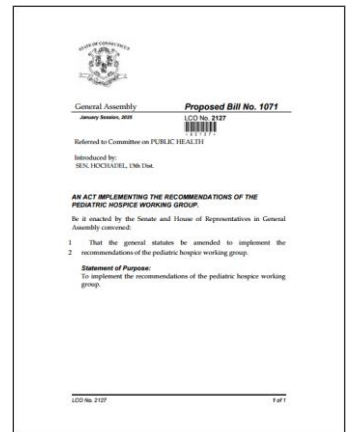 STATE OF CONNECTICUT
General Assembly
Proposed Bill No. 1071
January Session, 2025
LCO No. 2127
Referred to Committee on PUBLIC HEALTH
Introduced by:
SEN. HOCHADEL, 13th Dist.
AN ACT IMPLEMENTING THE RECOMMENDATIONS OF THE
PEDIATRIC HOSPICE WORKING GROUP.
Be it enacted by the Senate and House of Representatives in General
Assembly convened:
1 That the general statutes be amended to implement the
2 recommendations of the pediatric hospice working group.
Statement of Purpose:
To implement the recommendations of the pediatric hospice working
group.
LCO No. 2127
1 of 1